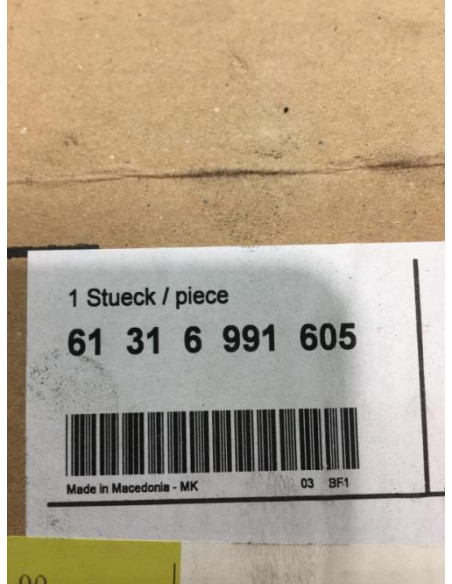 1 Stueck / piece
61 31 6 991 605
Made in Macedonia - MK 03 BF1